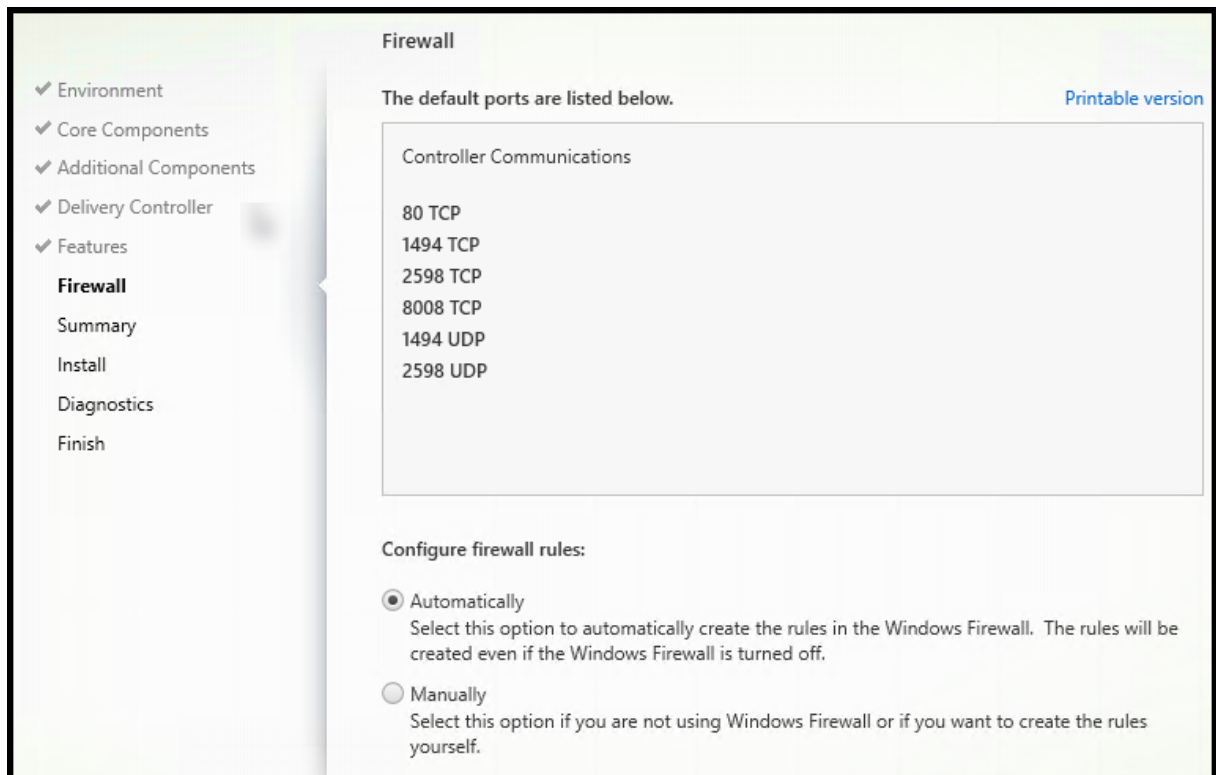 Firewall
Environment
Core Components
Additional Components
Delivery Controller
Features
Firewall
Summary
Install
Diagnostics
Finish
The default ports are listed below.
Printable version
Controller Communications
80 TCP
1494 TCP
2598 TCP
8008 TCP
1494 UDP
2598 UDP
Configure firewall rules:
Automatically
Select this option to automatically create the rules in the Windows Firewall. The rules will be
created even if the Windows Firewall is turned off.
Manually
Select this option if you are not using Windows Firewall or if you want to create the rules
yourself.